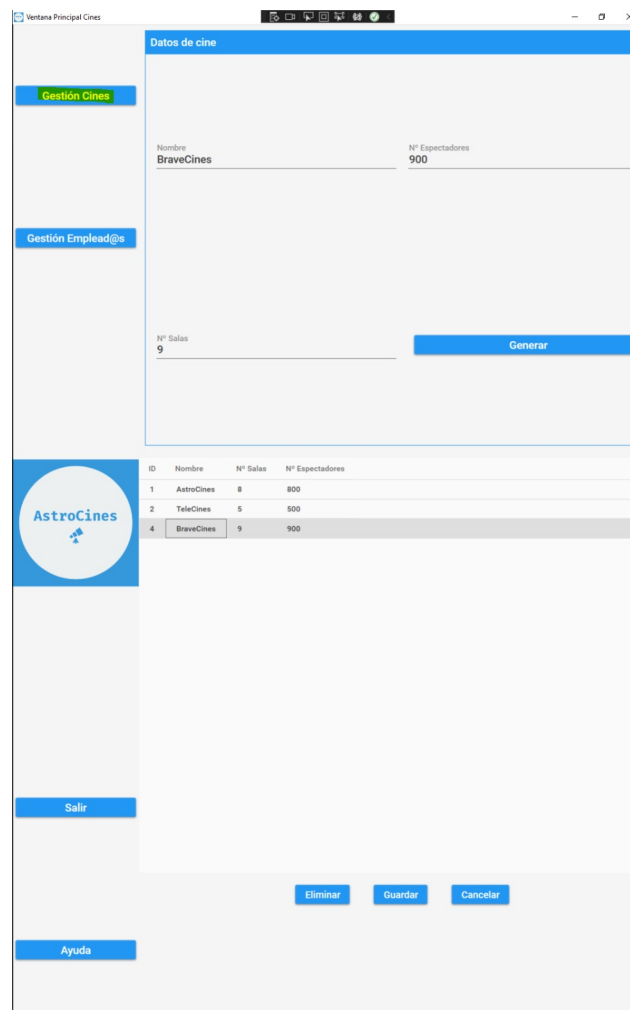 Ventana Principal Cines
Datos de cine
Gestión Cines
Nombre
BraveCines
Nº Espectadores
900
Gestión Emplead@s
Nº Salas
9
Generar
ID Nombre Nº Salas Nº Espectadores
1 AstroCines 8 800
2 TeleCines 5 500
4 BraveCines 9 900
AstroCines
Salir
Eliminar Guardar Cancelar
Ayuda